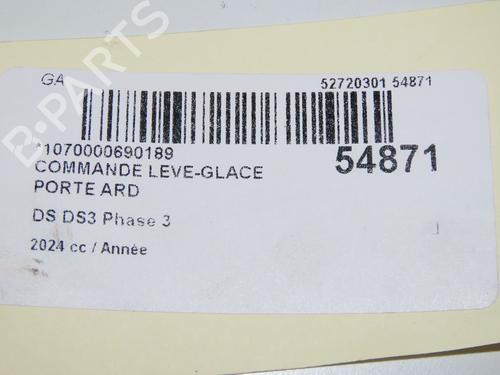 GA
52720301 54871
*1070000690189
54871
COMMANDE LEVE-GLACE
PORTE ARD
DS DS3 Phase 3
2024 cc / Année
B-PARTS